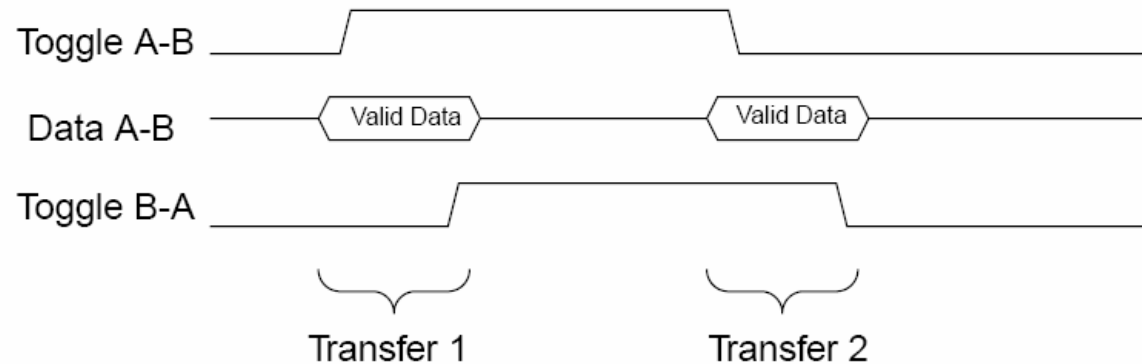 Toggle A-B
Data A-B
Valid Data
Valid Data
Toggle B-A
Transfer 1
Transfer 2